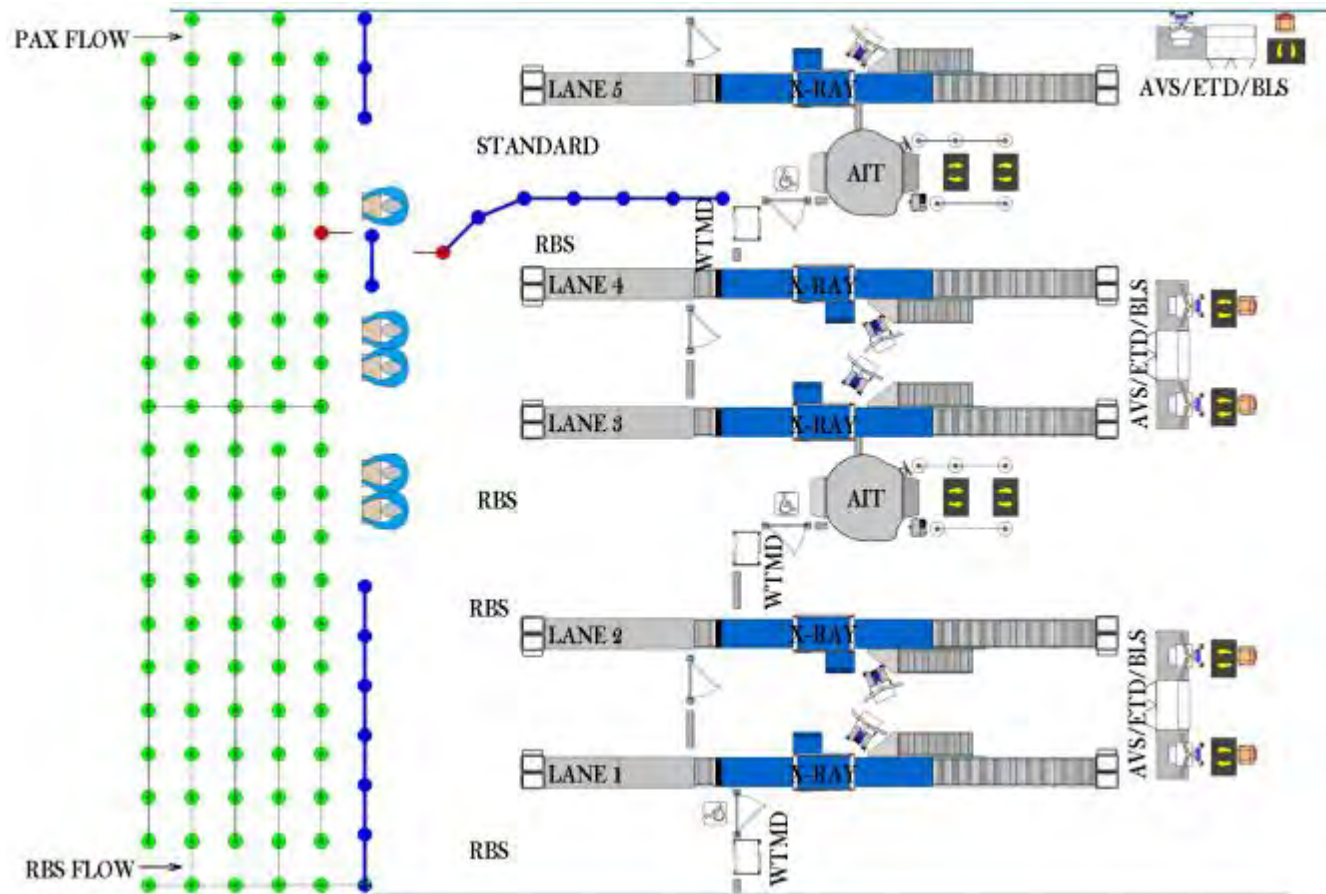 PAX FLOW
LANE 5
X-RAY
AVS/ETD/BLS
STANDARD
AIT
RBS
WTMD
LANE 4
X-RAY
AVS/ETD/BLS
LANE 3
X-RAY
RBS
AIT
WTMD
RBS
LANE 2
X-RAY
AVS/ETD/BLS
LANE 1
X-RAY
WTMD
RBS
RBS FLOW